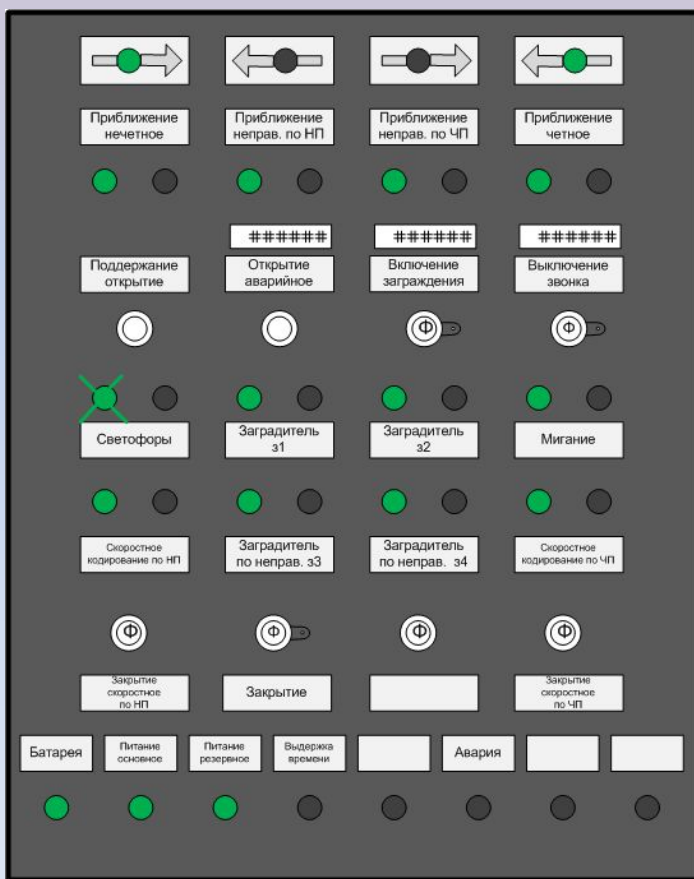 Приближение
нечетное
Приближение
неправ. по НП
Приближение
неправ. по ЧП
Приближение
четное
######
######
######
Поддержание
открытие
Открытие
аварийное
Включение
заграждения
Выключение
звонка
Ф
Ф
Светофоры
Заградитель
з1
Заградитель
з2
Мигание
Скоростное
кодирование по НП
Заградитель
по неправ. з3
Заградитель
по неправ. з4
Скоростное
кодирование по ЧП
Ф
Ф
Ф
Ф
Закрытие
скоростное
по НП
Закрытие
Закрытие
скоростное
по ЧП
Батарея
Питание
основное
Питание
резервное
Выдержка
времени
Авария